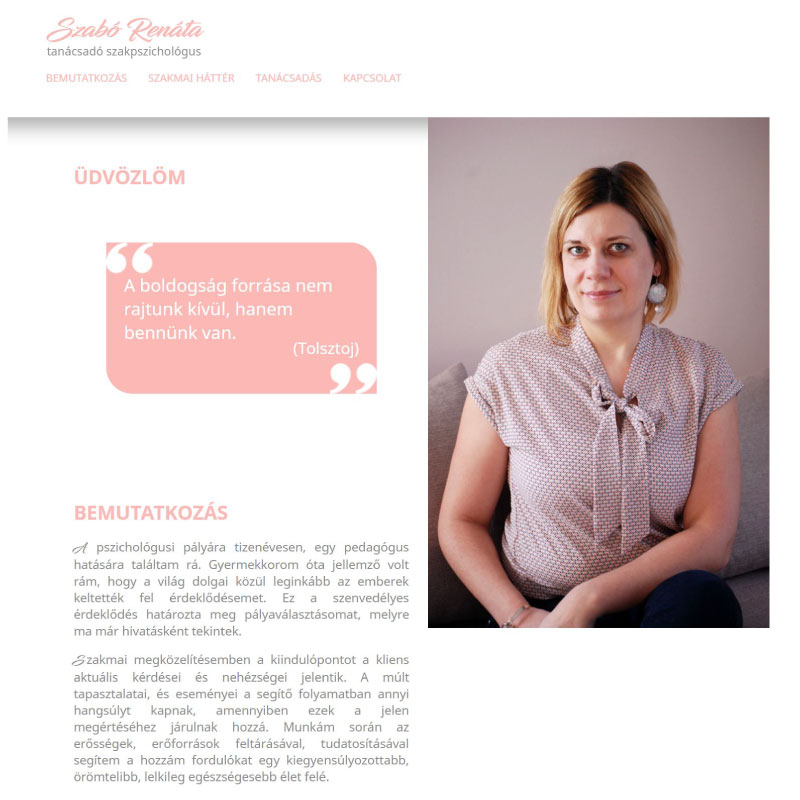 Szabó Renáta
tanácsadó szakpszichológus
BEMUTATKOZÁS SZAKMAI HÁTTÉR TANÁCSADÁS KAPCSOLAT
ÜDVÖZLÖM
“
A boldogság forrása nem
rajtunk kívül, hanem
bennünk van.
(Tolsztoj)
”
BEMUTATKOZÁS
A pszichológusi pályára tizenévesen, egy pedagógus
hatására találtam rá. Gyermekkorom óta jellemző volt
rám, hogy a világ dolgai közül leginkább az emberek
keltették fel érdeklődésemet. Ez a szenvedélyes
érdeklődés határozta meg pályaválasztásomat, melyre
ma már hivatásként tekintek.
Szakmai megközelítésemben a kiindulópontot a kliens
aktuális kérdései és nehézségei jelentik. A múlt
tapasztalatai, és eseményei a segítő folyamatban annyi
hangsúlyt kapnak, amennyiben ezek a jelen
megértéséhez járulnak hozzá. Munkám során az
erősségek, erőforrások feltárásával, tudatosításával
segítem a hozzám fordulókat egy kiegyensúlyozottabb,
örömtelibb, lelkileg egészségesebb élet felé.